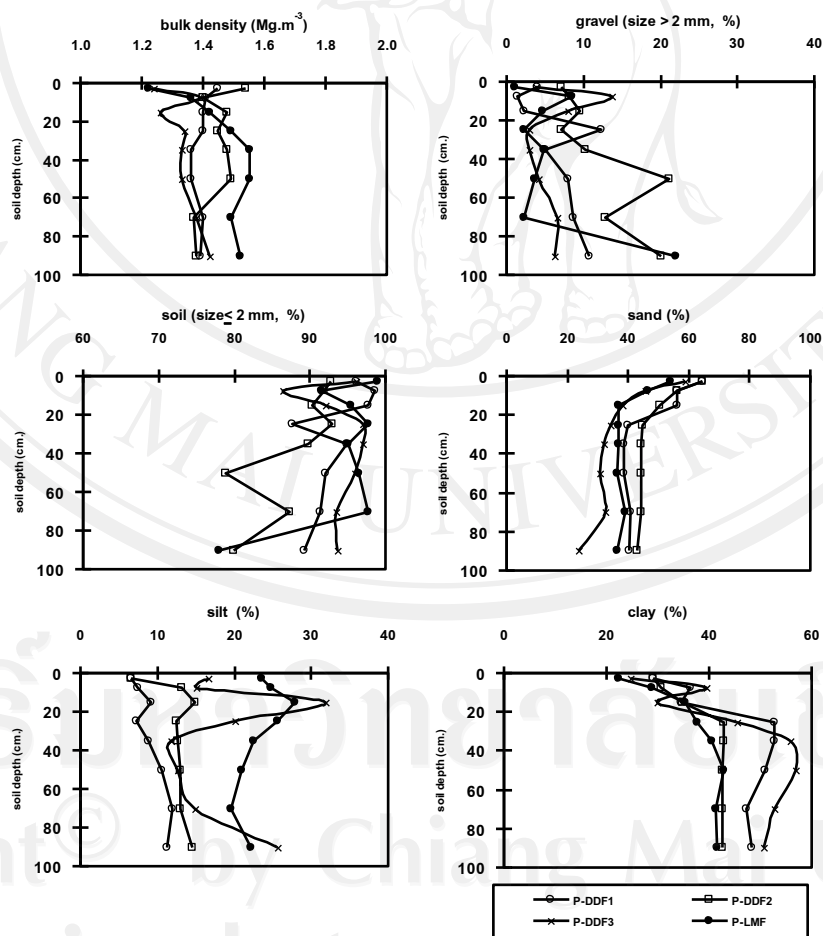 bulk density (Mg.m-3)
1.0 1.2 1.4 1.6 1.8 2.0
0
20
40
60
80
100
soil depth (cm.)
gravel (size > 2 mm, %)
0 10 20 30 40
0
20
40
60
80
100
soil depth (cm.)
soil (size ≤ 2 mm, %)
60 70 80 90 100
0
20
40
60
80
100
soil depth (cm.)
sand (%)
0 20 40 60 80 100
0
20
40
60
80
100
soil depth (cm.)
silt (%)
0 10 20 30 40
0
20
40
60
80
100
soil depth (cm.)
clay (%)
0 20 40 60
0
20
40
60
80
100
soil depth (cm.)
P-DDF1 P-DDF2
P-DDF3 P-LMF
© by Chiang Mai